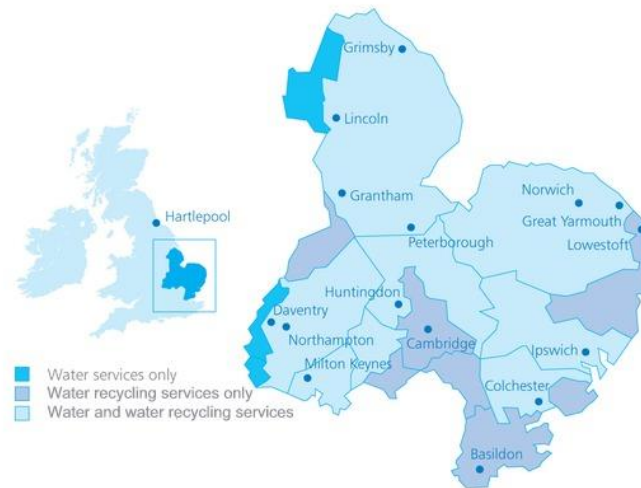 Grimsby
Lincoln
Hartlepool
Grantham
Norwich
Great Yarmouth
Peterborough
Lowestoft
Huntingdon
Daventry
Northampton
Cambridge
Milton Keynes
Ipswich
Water services only
Water recycling services only
Colchester
Water and water recycling services
Basildon